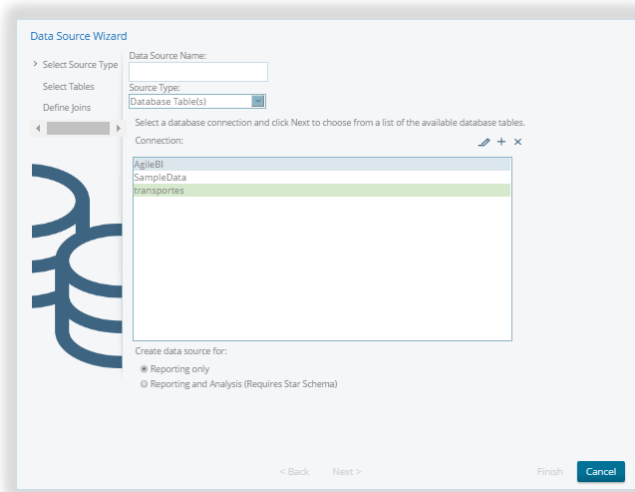 Data Source Wizard
> Select Source Type
Select Tables
Define Joins
Data Source Name:
Source Type:
Database Table(s)
Select a database connection and click Next to choose from a list of the available database tables.
Connection:
AgileBI
SampleData
transportes
Create data source for:
Reporting only
Reporting and Analysis (Requires Star Schema)
< Back Next > Finish Cancel